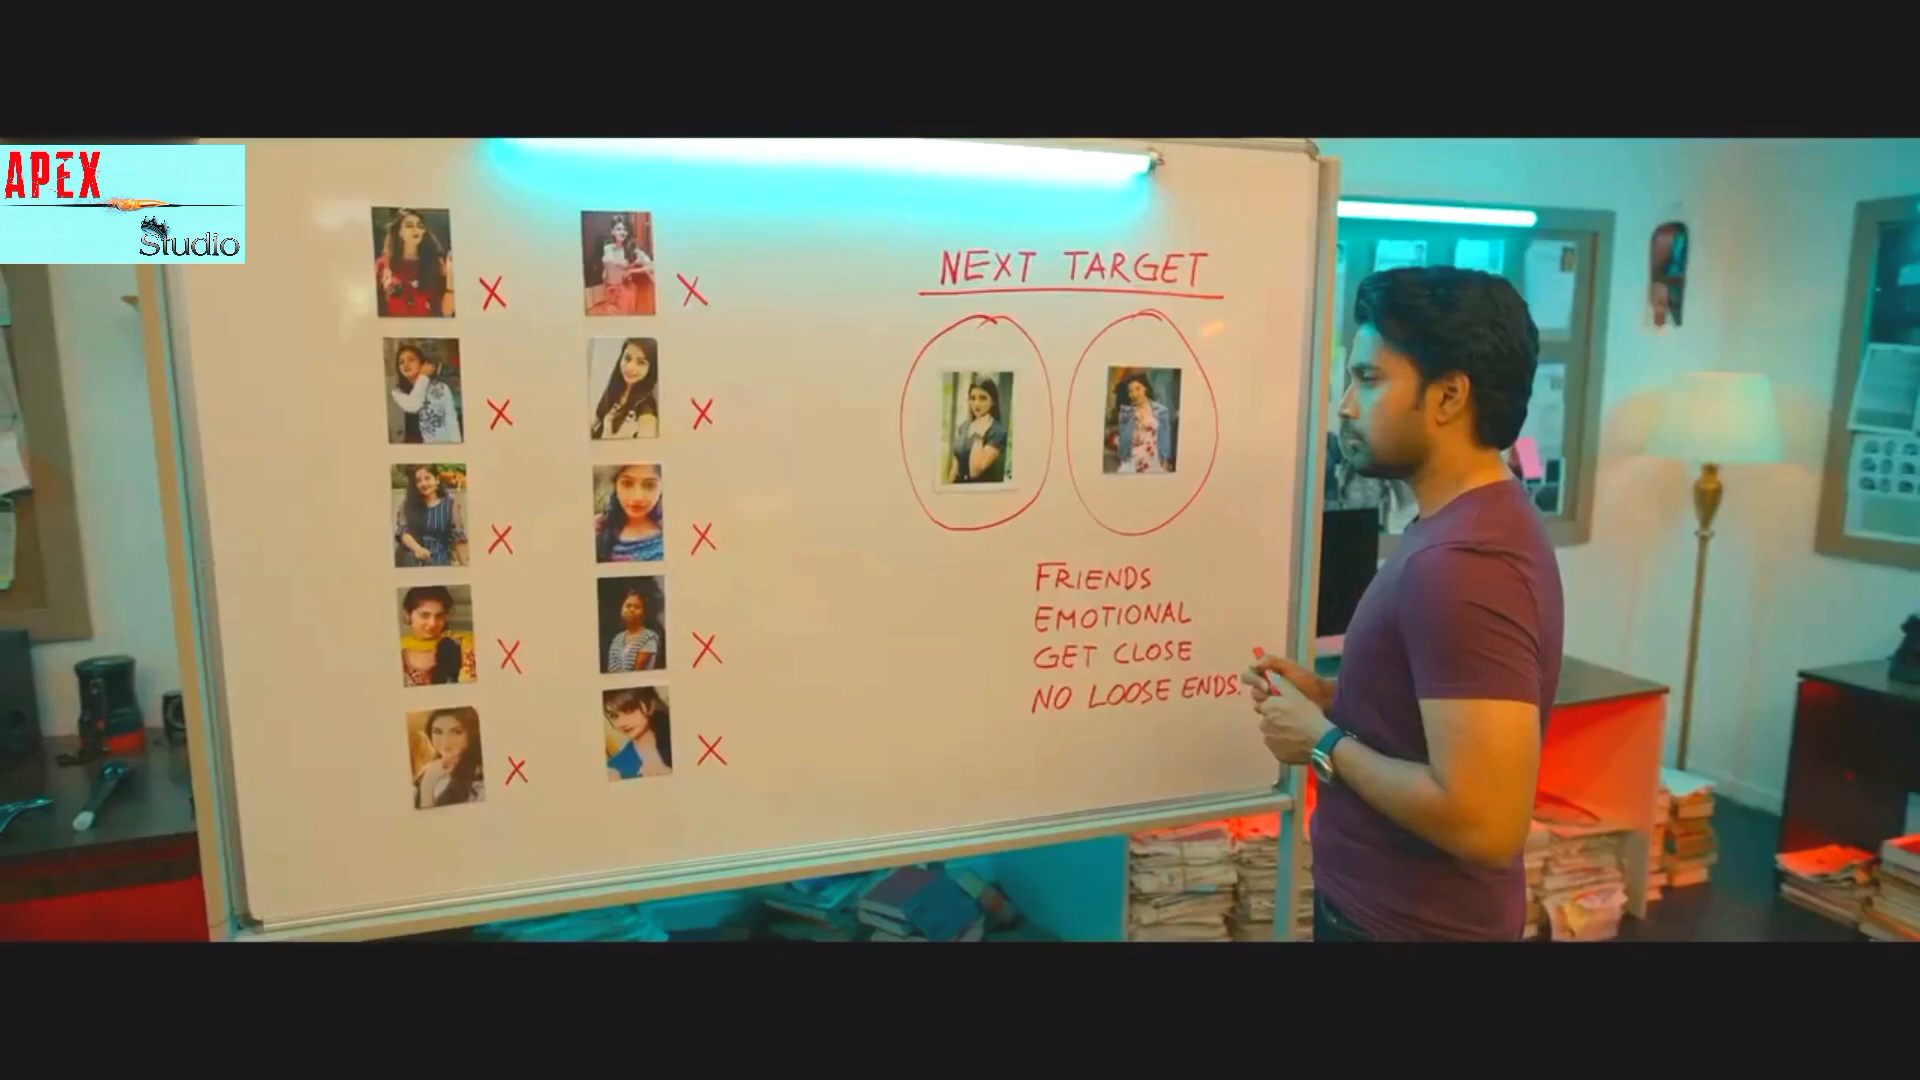 APEX
Studio
X X
X X
X X
X X
X X
NEXT TARGET
FRIENDS
EMOTIONAL
GET CLOSE
NO LOOSE ENDS.